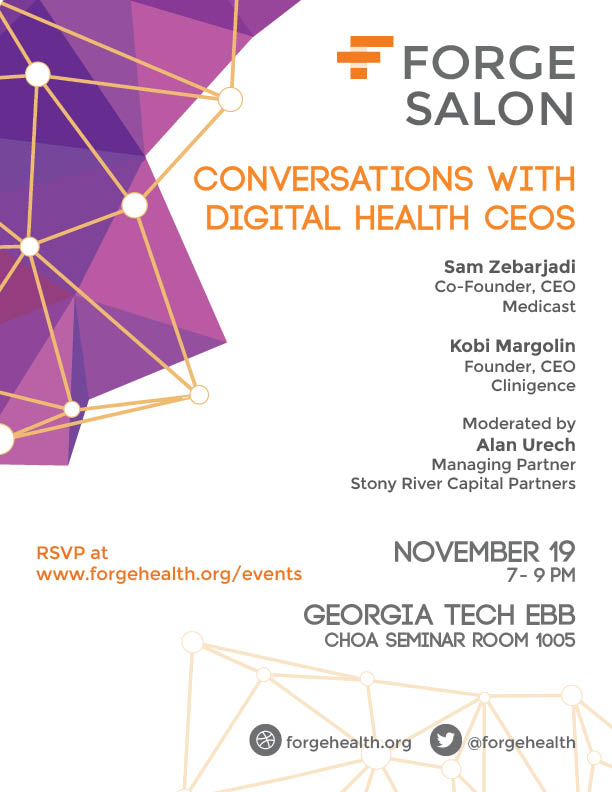 FORGE
SALON
CONVERSATIONS WITH
DIGITAL HEALTH CEOS
Sam Zebarjadi
Co-Founder, CEO
Medicast
Kobi Margolin
Founder, CEO
Clinigence
Moderated by
Alan Urech
Managing Partner
Stony River Capital Partners
RSVP at
www.forgehealth.org/events
NOVEMBER 19
7- 9 PM
GEORGIA TECH EBB
CHOA SEMINAR ROOM 1005
forgehealth.org
@forgehealth